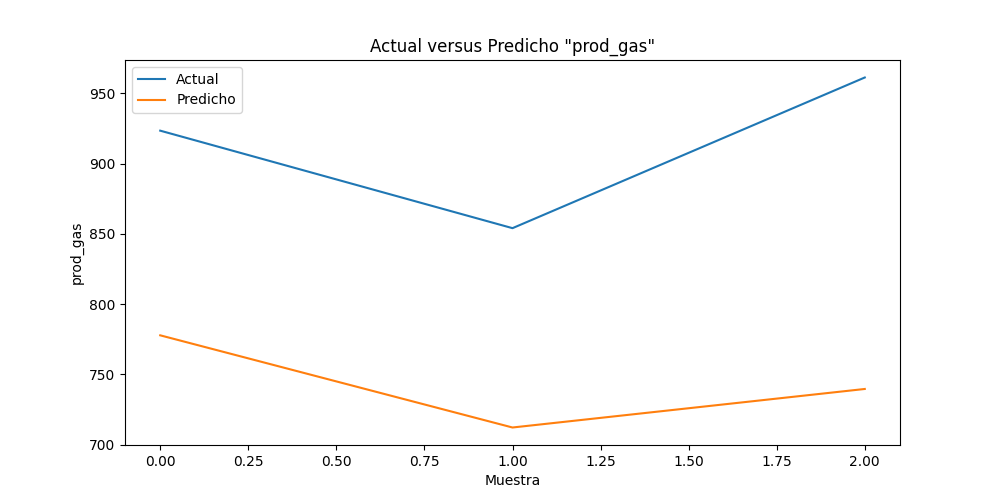 Actual versus Predicho "prod_gas"
Actual
Predicho
950
900
850
800
750
700
prod_gas
0.00 0.25 0.50 0.75 1.00 1.25 1.50 1.75 2.00
Muestra